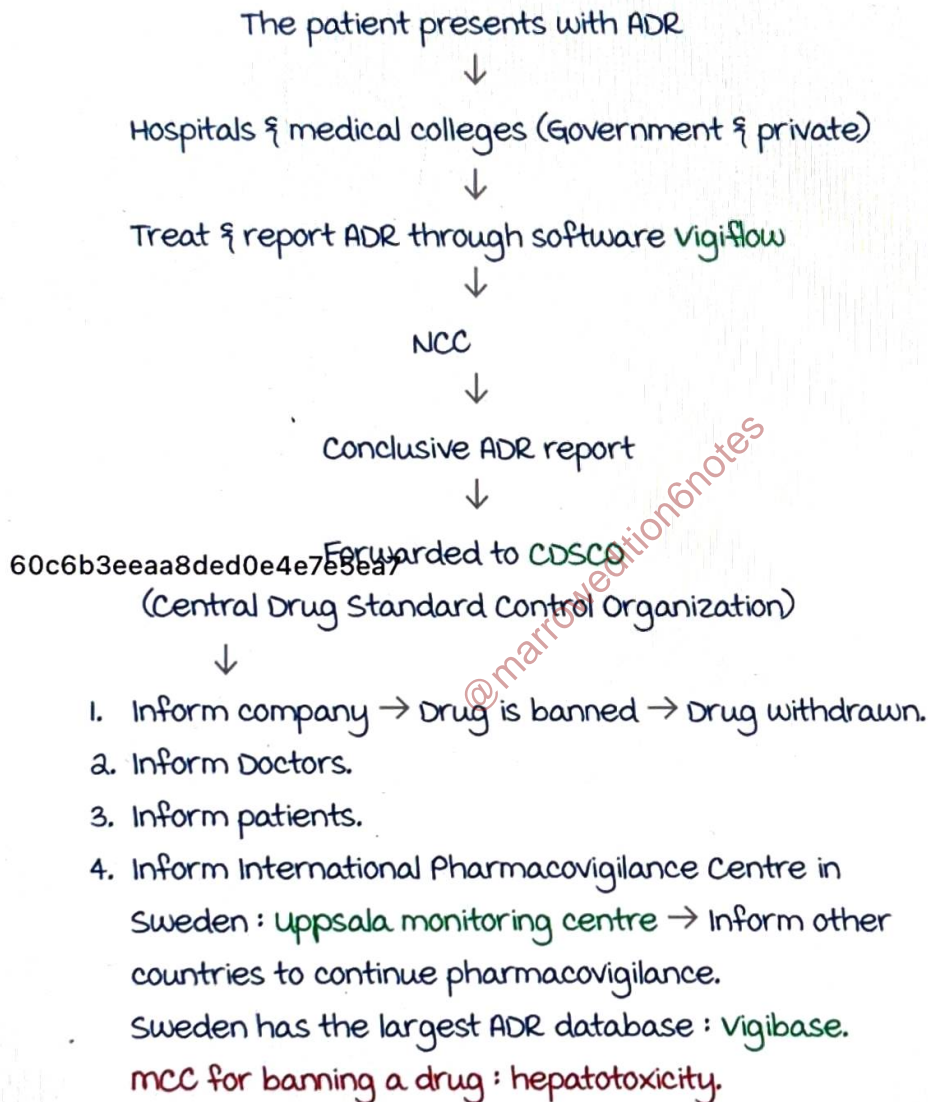 The patient presents with ADR
↓
Hospitals & medical colleges (Government & private)
↓
Treat & report ADR through software Vigiflow
↓
NCC
↓
Conclusive ADR report
↓
Forwarded to CDSCO
60c6b3eeaa8ded0e4e7e5ea7
(Central Drug Standard Control Organization)
↓
1. Inform company → Drug is banned → Drug withdrawn.
2. Inform Doctors.
3. Inform patients.
4. Inform International Pharmacovigilance Centre in
Sweden : Uppsala monitoring centre → Inform other
countries to continue pharmacovigilance.
Sweden has the largest ADR database : Vigibase.
mcc for banning a drug : hepatotoxicity.
@marrowedition6notes